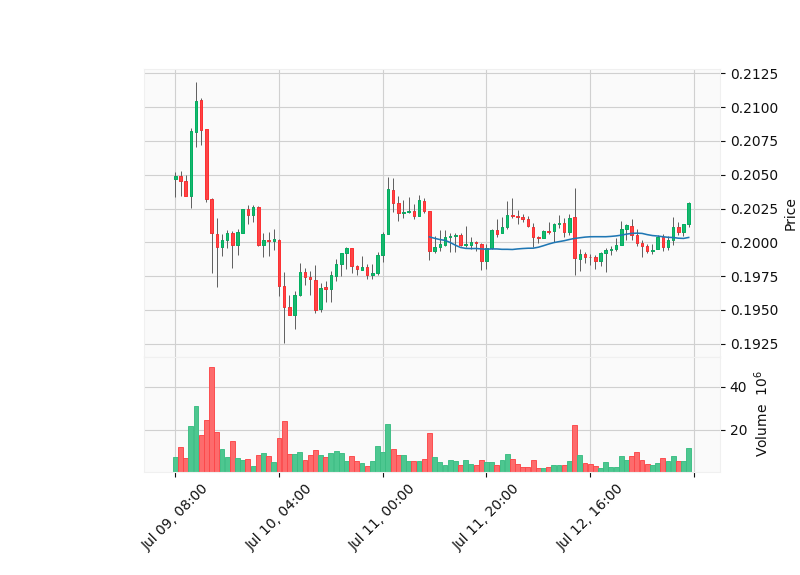 0.2125
0.2100
0.2075
0.2050
0.2025
0.2000
0.1975
0.1950
0.1925
Price
40
20
Volume 10^6
Jul 09, 08:00
Jul 10, 04:00
Jul 11, 00:00
Jul 11, 20:00
Jul 12, 16:00